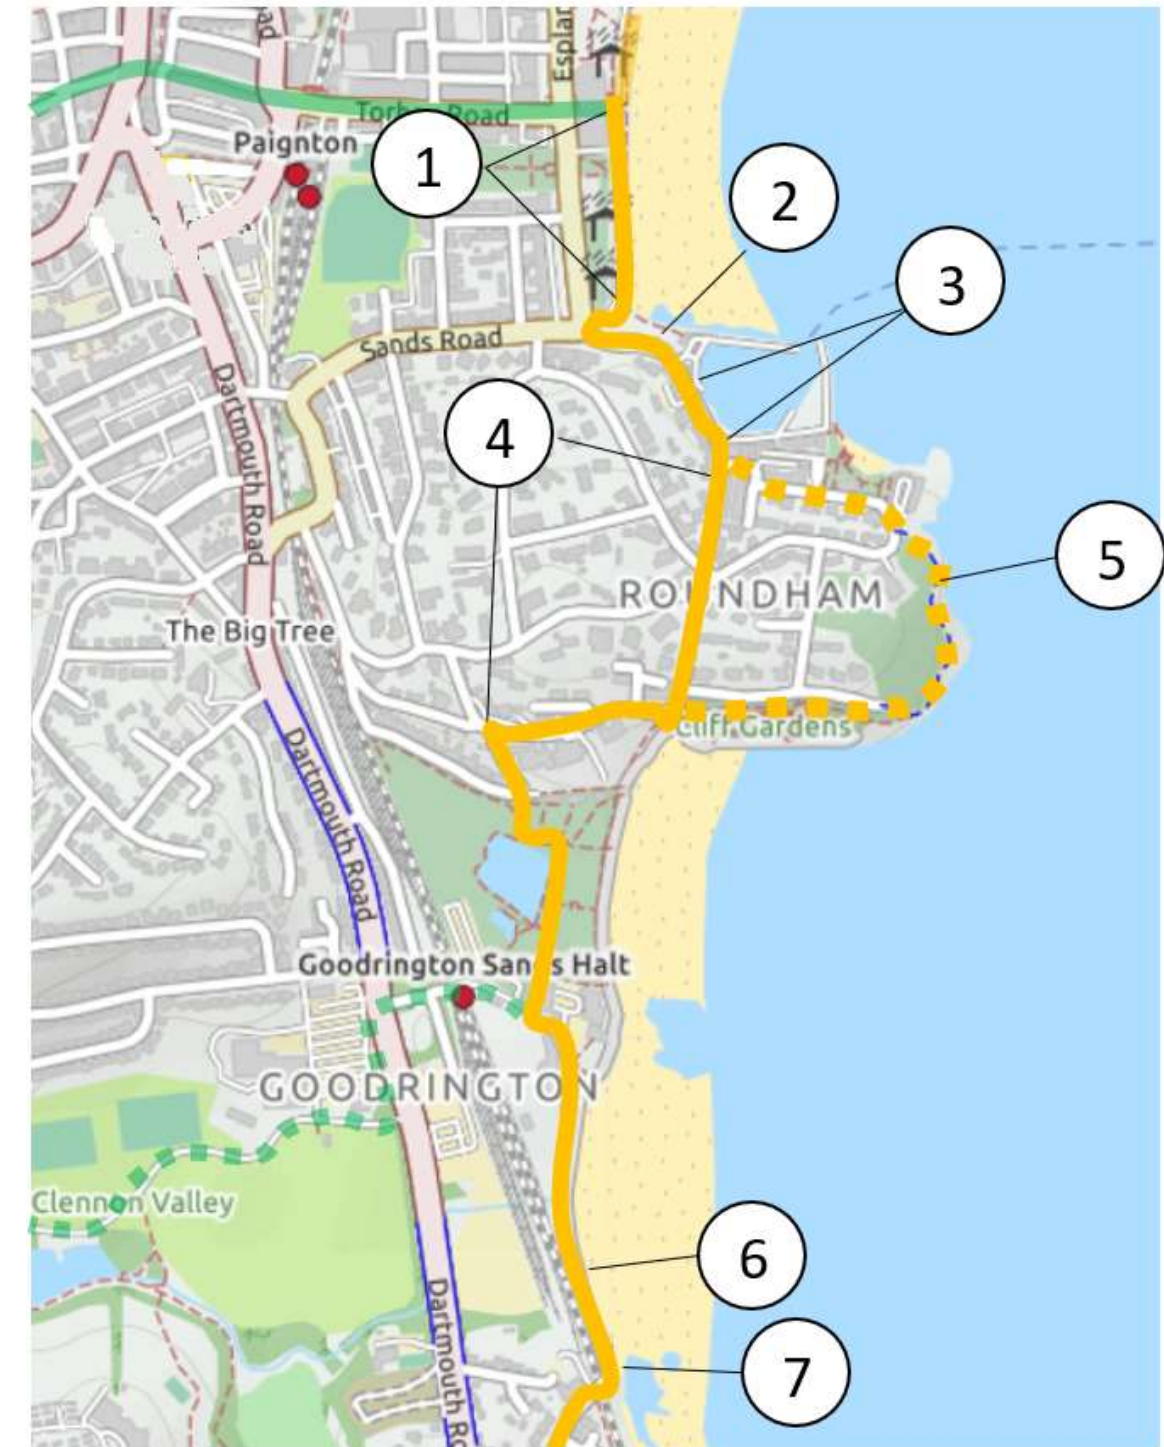 Esplan
Torbay Road
Paignton
1
2
3
Sands Road
Dartmouth Road
4
5
ROUNDHAM
The Big Tree
Cliff Gardens
Dartmouth Road
Goodrington Sands Halt
GOODRINGTON
Clennon Valley
6
Dartmouth Ro
7